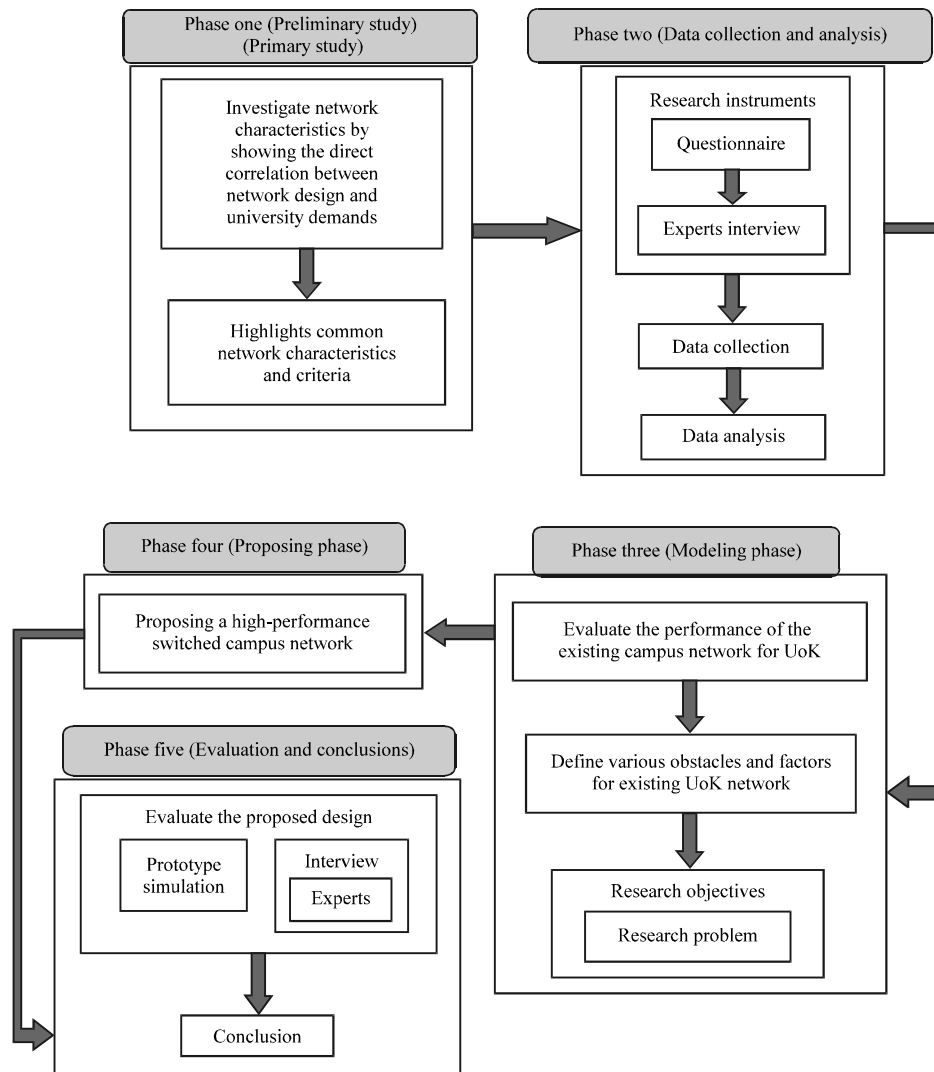 Phase one (Preliminary study)
(Primary study)
Investigate network
characteristics by
showing the direct
correlation between
network design and
university demands
Highlights common
network characteristics
and criteria
Phase two (Data collection and analysis)
Research instruments
Questionnaire
Experts interview
Data collection
Data analysis
Phase three (Modeling phase)
Evaluate the performance of the
existing campus network for UoK
Define various obstacles and factors
for existing UoK network
Research objectives
Research problem
Phase four (Proposing phase)
Proposing a high-performance
switched campus network
Phase five (Evaluation and conclusions)
Evaluate the proposed design
Prototype
simulation
Interview
Experts
Conclusion